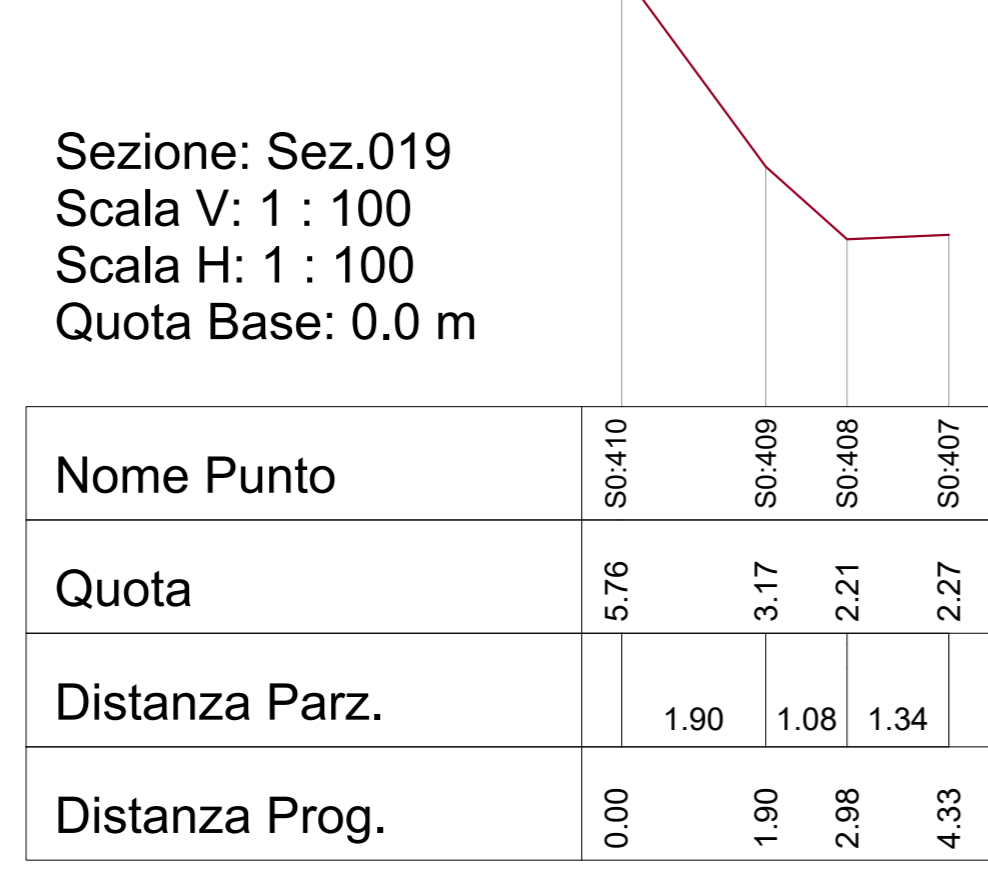 Sezione: Sez.019
Scala V: 1 : 100
Scala H: 1 : 100
Quota Base: 0.0 m
Nome Punto S0:410 S0:409 S0:408 S0:407
Quota 5.76 3.17 2.21 2.27
Distanza Parz. 1.90 1.08 1.34
Distanza Prog. 0.00 1.90 2.98 4.33